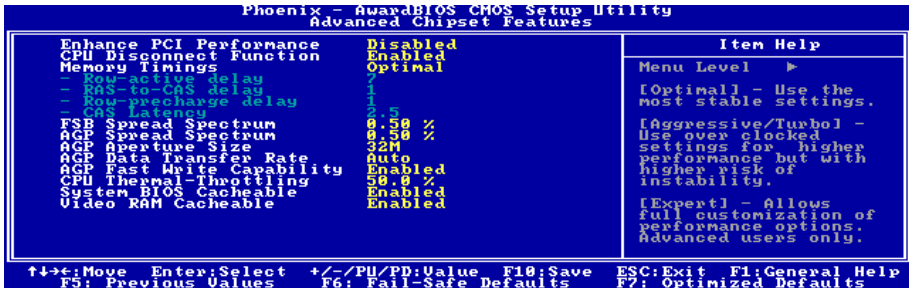 Phoenix - AwardBIOS CMOS Setup Utility
Advanced Chipset Features
Enhance PCI Performance Disabled
CPU Disconnect Function Enabled
Memory Timings Optimal
- Row-active delay 7
- RAS-to-CAS delay 1
- Row-precharge delay 1
- CAS Latency 2.5
FSB Spread Spectrum 0.50 %
AGP Spread Spectrum 0.50 %
AGP Aperture Size 32M
AGP Data Transfer Rate Auto
AGP Fast Write Capability Enabled
CPU Thermal-Throttling 50.0 %
System BIOS Cacheable Enabled
Video RAM Cacheable Enabled
Item Help
Menu Level ►
[Optimal] - Use the
most stable settings.
[Aggressive/Turbo] -
Use over clocked
settings for higher
performance but with
higher risk of
instability.
[Expert] - Allows
full customization of
performance options.
Advanced users only.
↑↓→←:Move Enter:Select +/-/PU/PD:Value F10:Save ESC:Exit F1:General Help
F5: Previous Values F6: Fail-Safe Defaults F7: Optimized Defaults